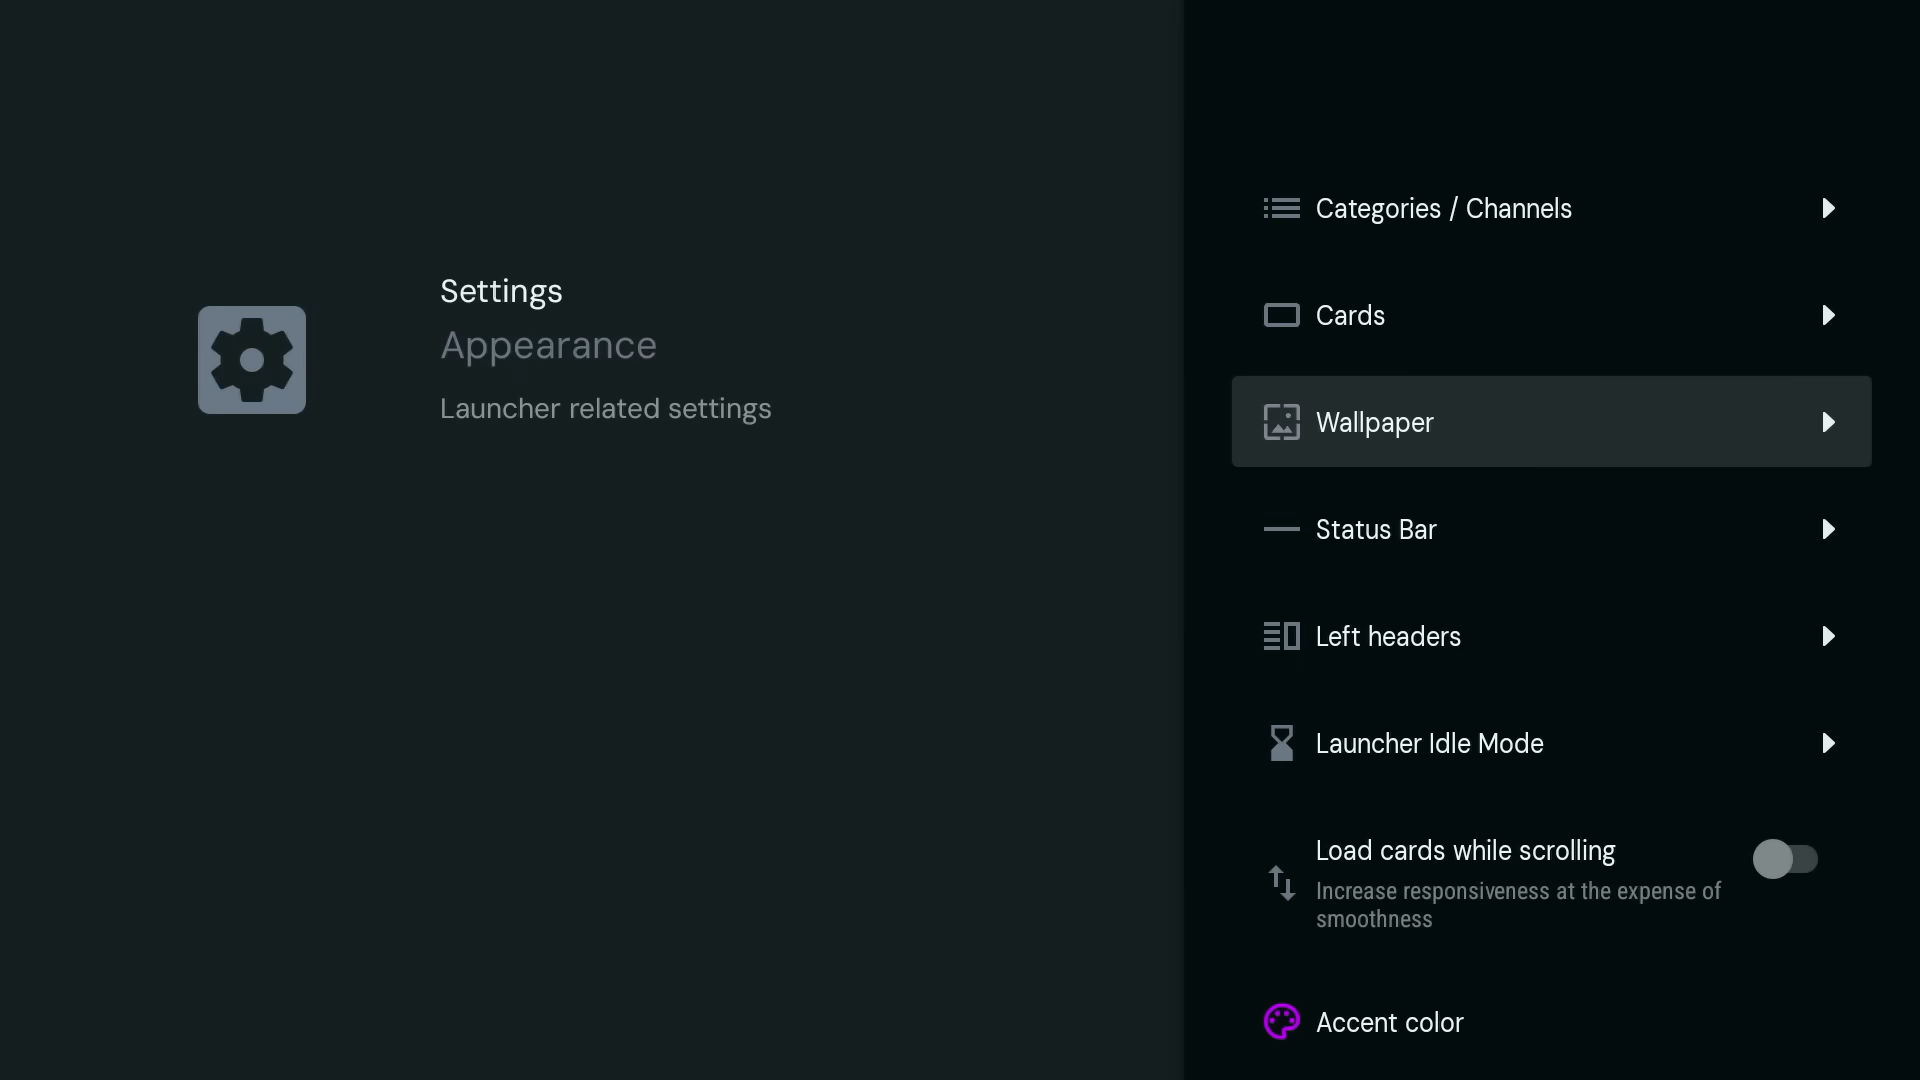 Settings
Appearance
Launcher related settings
Categories / Channels
Cards
Wallpaper
Status Bar
Left headers
Launcher Idle Mode
Load cards while scrolling
Increase responsiveness at the expense of
smoothness
Accent color